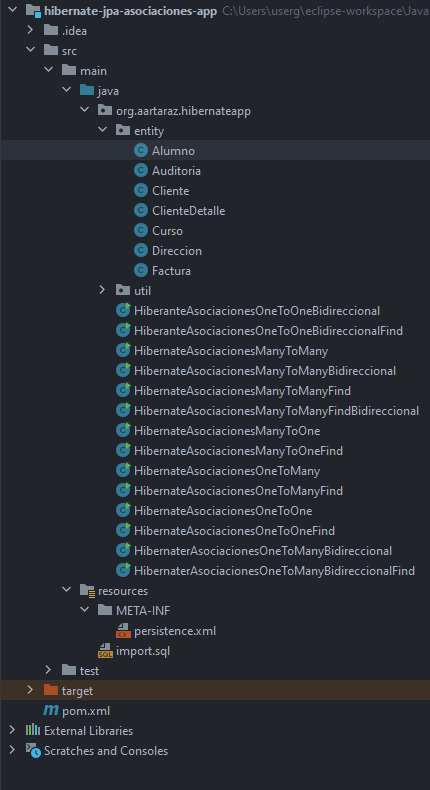 hibernate-jpa-asociaciones-app C:\Users\userg\eclipse-workspace\Java
.idea
src
main
java
org.aartaraz.hibernateapp
entity
Alumno
Auditoria
Cliente
ClienteDetalle
Curso
Direccion
Factura
util
HiberanteAsociacionesOneToOneBidireccional
HiberanteAsociacionesOneToOneBidireccionalFind
HibernateAsociacionesManyToMany
HibernateAsociacionesManyToManyBidireccional
HibernateAsociacionesManyToManyFind
HibernateAsociacionesManyToManyFindBidireccional
HibernateAsociacionesManyToOne
HibernateAsociacionesManyToOneFind
HibernateAsociacionesOneToMany
HibernateAsociacionesOneToManyFind
HibernateAsociacionesOneToOne
HibernateAsociacionesOneToOneFind
HibernaterAsociacionesOneToManyBidireccional
HibernaterAsociacionesOneToManyBidireccionalFind
resources
META-INF
persistence.xml
import.sql
test
target
pom.xml
External Libraries
Scratches and Consoles